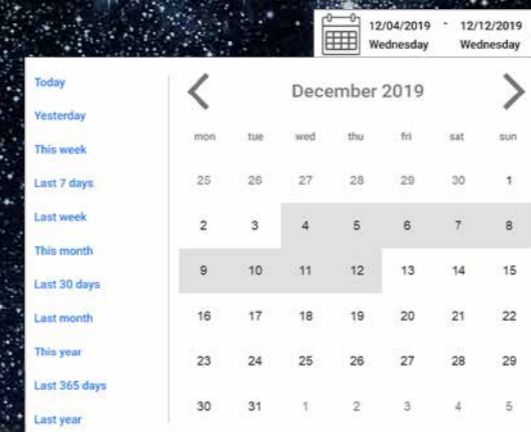 12/04/2019 - 12/12/2019
Wednesday Wednesday
Today
Yesterday
This week
Last 7 days
Last week
This month
Last 30 days
Last month
This year
Last 365 days
Last year
December 2019
mon tue wed thu fri sat sun
25 26 27 28 29 30 1
2 3 4 5 6 7 8
9 10 11 12 13 14 15
16 17 18 19 20 21 22
23 24 25 26 27 28 29
30 31 1 2 3 4 5